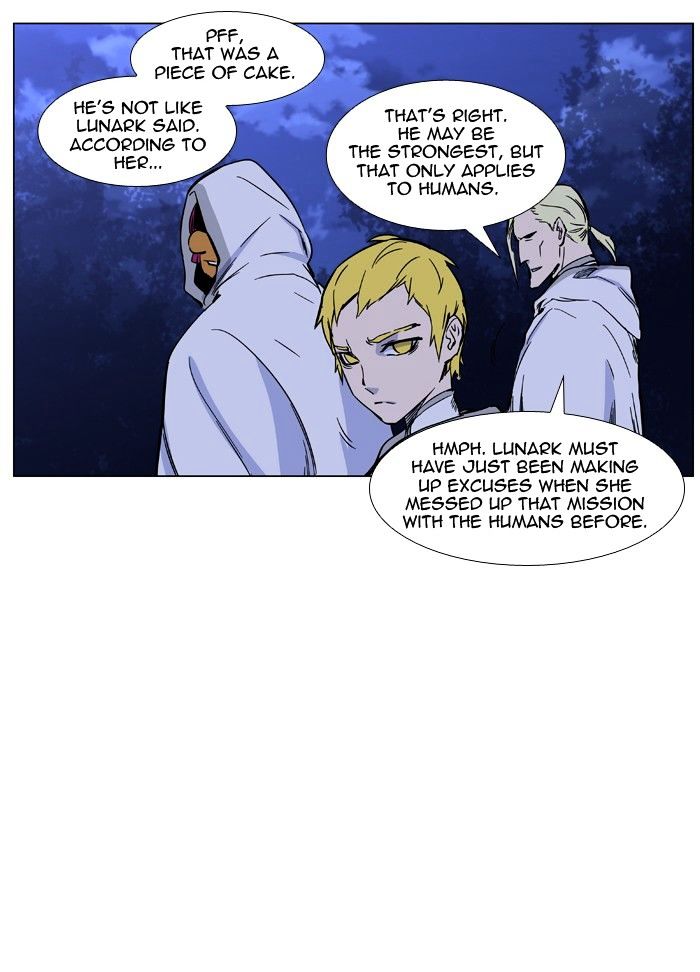 PFF,
THAT WAS A
PIECE OF CAKE.
HE'S NOT LIKE
LUNARK SAID.
ACCORDING TO
HER...
THAT'S RIGHT.
HE MAY BE
THE STRONGEST, BUT
THAT ONLY APPLIES
TO HUMANS.
HMPH. LUNARK MUST
HAVE JUST BEEN MAKING
UP EXCUSES WHEN SHE
MESSED UP THAT MISSION
WITH THE HUMANS BEFORE.